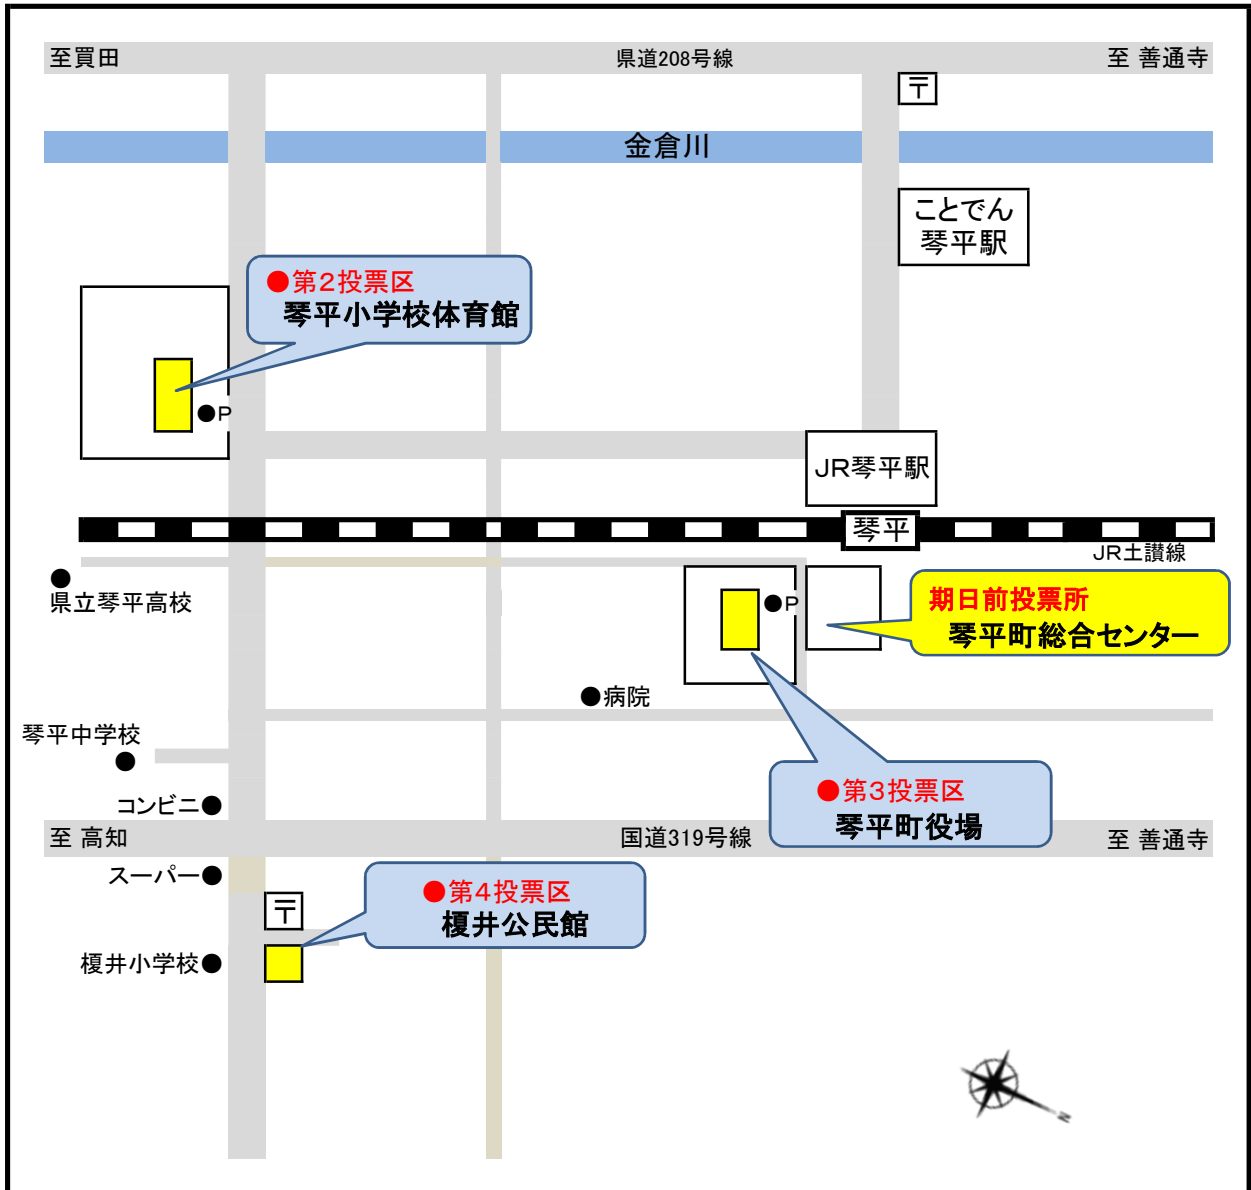 至買田
県道208号線
至 善通寺
〒
金倉川
ことでん
琴平駅
●第2投票区
琴平小学校体育館
●P
JR琴平駅
琴平
JR土讃線
●
県立琴平高校
●P
期日前投票所
琴平町総合センター
●病院
琴平中学校
●
コンビニ●
●第3投票区
琴平町役場
至 高知
国道319号線
至 善通寺
スーパー●
●第4投票区
榎井公民館
〒
榎井小学校●
N